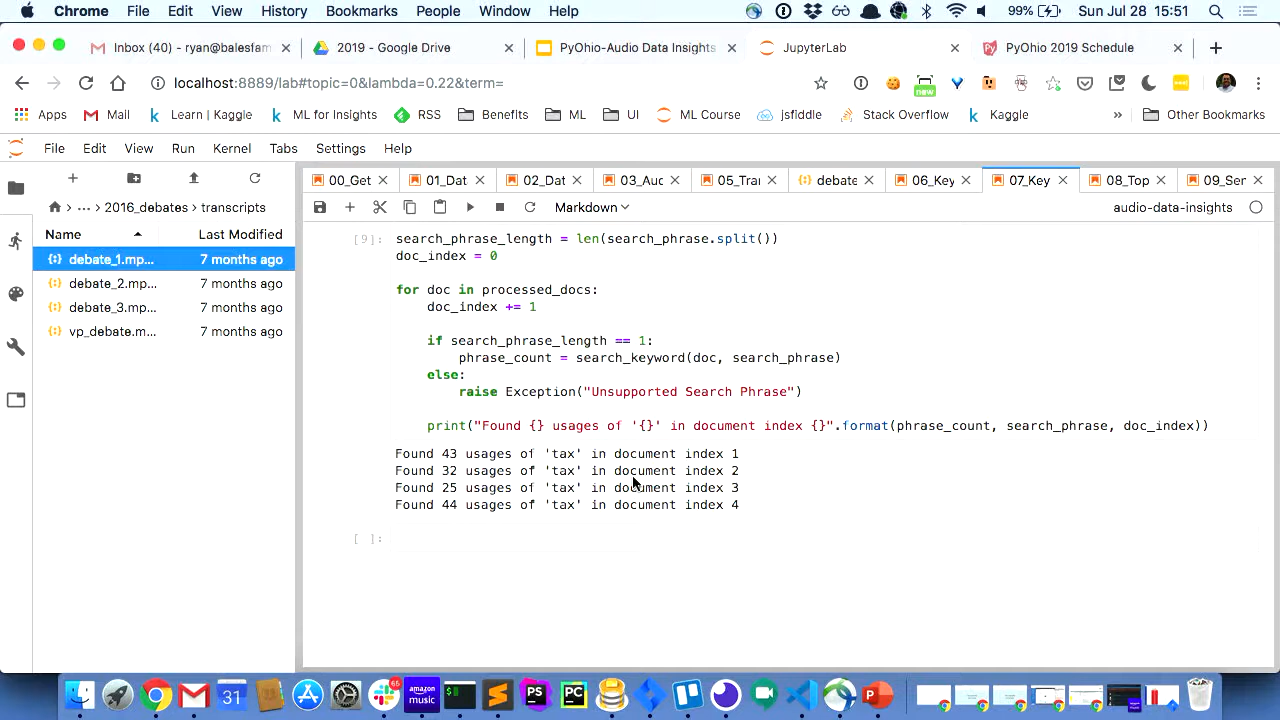 Chrome File Edit View History Bookmarks People Window Help 99% Sun Jul 28 15:51
Inbox (40) - ryan@balesfam 2019 - Google Drive PyOhio-Audio Data Insights JupyterLab PyOhio 2019 Schedule
localhost:8889/lab#topic=0&lambda=0.22&term= new
Apps Mail Learn | Kaggle ML for Insights RSS Benefits ML UI ML Course jsfiddle Stack Overflow Kaggle » Other Bookmarks
File Edit View Run Kernel Tabs Settings Help
00_Get 01_Dat 02_Dat 03_Auc 05_Tra debate 06_Key 07_Key 08_Top 09_Ser
... 2016_debates transcripts
Markdown audio-data-insights
Name Last Modified
debate_1.mp... 7 months ago
debate_2.mp... 7 months ago
debate_3.mp... 7 months ago
vp_debate.m... 7 months ago
[9]: search_phrase_length = len(search_phrase.split())
doc_index = 0
for doc in processed_docs:
doc_index += 1
if search_phrase_length == 1:
phrase_count = search_keyword(doc, search_phrase)
else:
raise Exception("Unsupported Search Phrase")
print("Found {} usages of '{}' in document index {}".format(phrase_count, search_phrase, doc_index))
Found 43 usages of 'tax' in document index 1
Found 32 usages of 'tax' in document index 2
Found 25 usages of 'tax' in document index 3
Found 44 usages of 'tax' in document index 4
[ ]:
31 65 amazon music PS PC